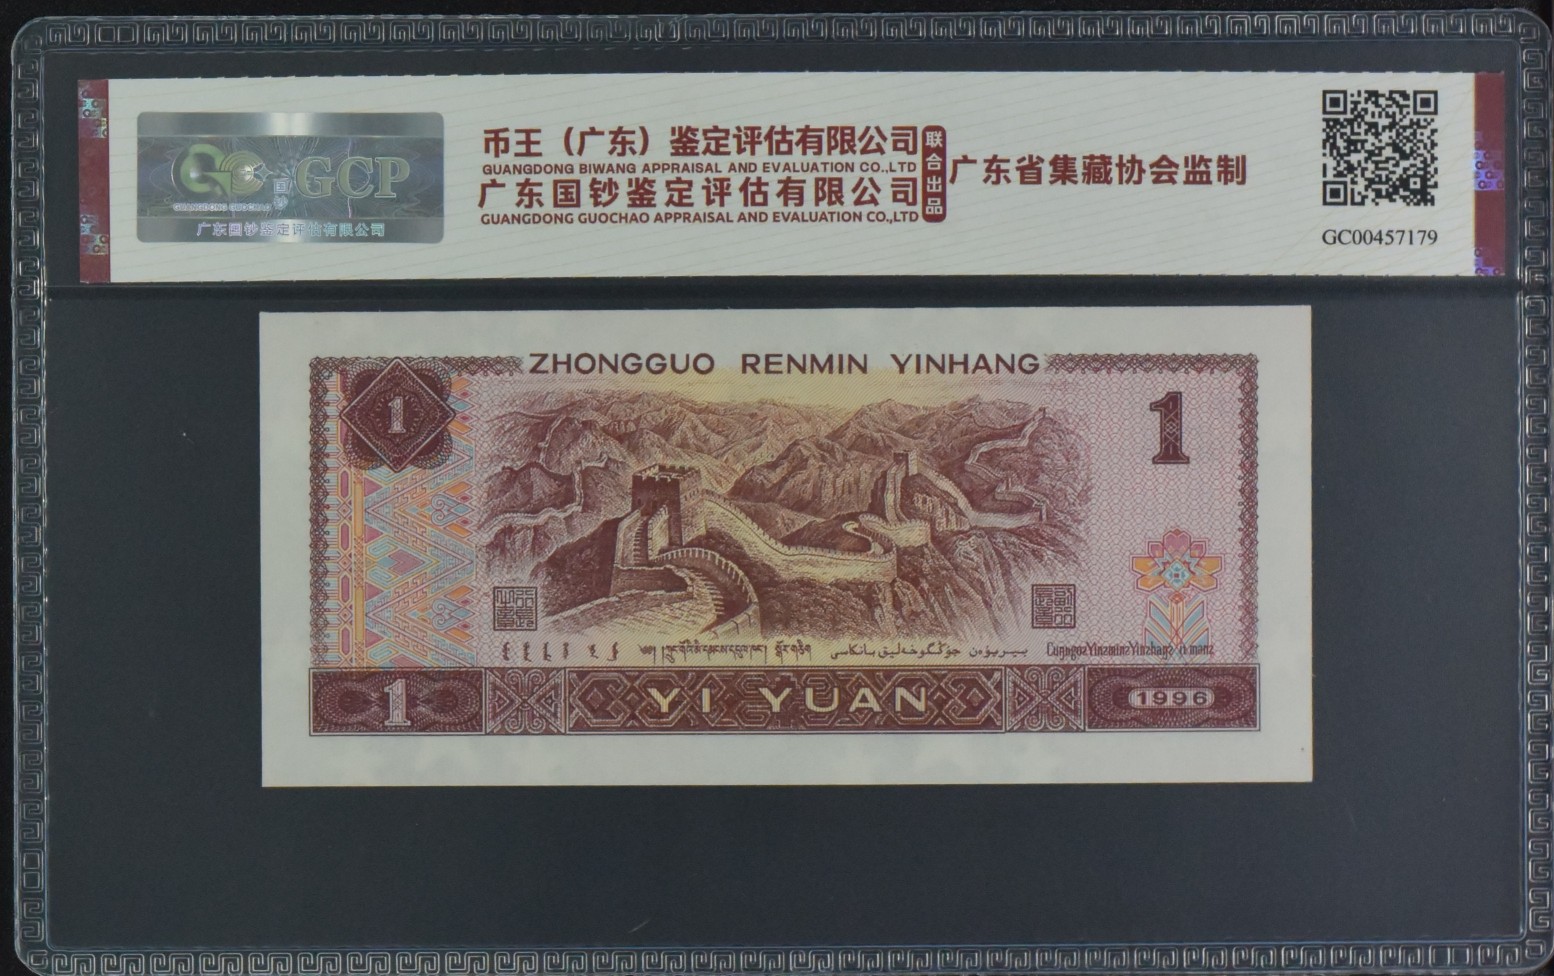 GCP
GUANGDONG GUOCHAO
广东国钞鉴定评估有限公司
币王（广东）鉴定评估有限公司
GUANGDONG BIWANG APPRAISAL AND EVALUATION CO.,LTD
广东国钞鉴定评估有限公司
GUANGDONG GUOCHAO APPRAISAL AND EVALUATION CO.,LTD
联合出品
广东省集藏协会监制
GC00457179
ZHONGGUO RENMIN YINHANG
1
1
1
YI YUAN
1996